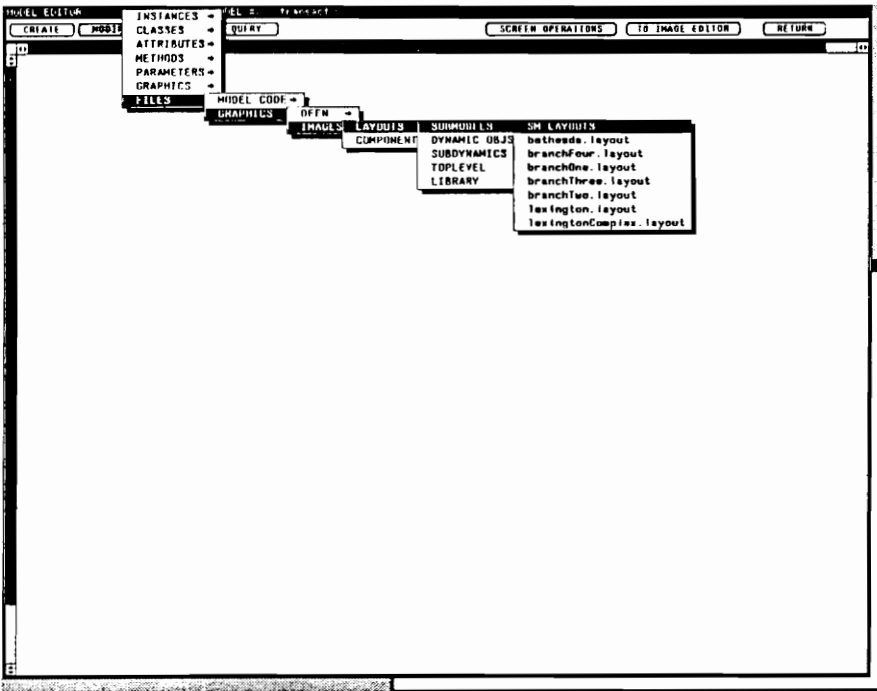 MODEL EDITOR
CREATE
QUERY
SCREEN OPERATIONS
TO IMAGE EDITOR
RETURN
INSTANCES
CLASSES
ATTRIBUTES
METHODS
PARAMETERS
GRAPHICS
FILES
MODEL CODE
GRAPHICS
OPEN
IMAGES
LAYOUTS
COMPONENT
SUBMODELS
DYNAMIC OBJS
SUBDYNAMICS
TOPLEVEL
LIBRARY
SM LAYOUTS
bethesda.layout
branchFour.layout
branchOne.layout
branchThree.layout
branchTwo.layout
lexington.layout
lexingtonComplex.layout